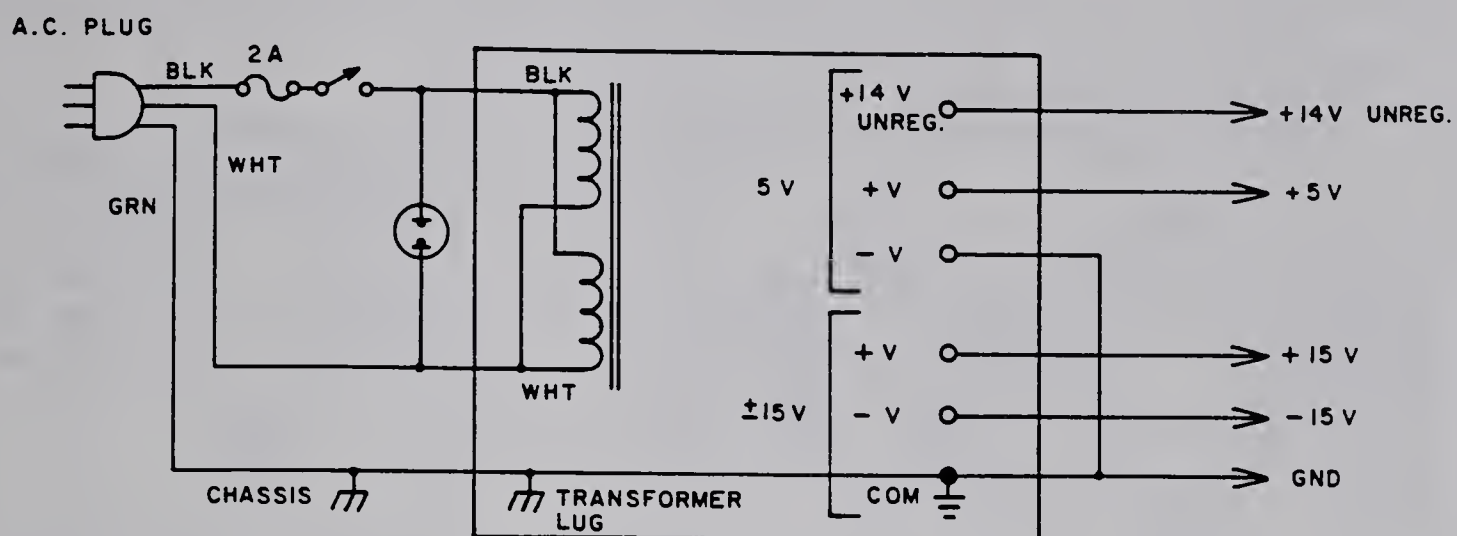 A.C. PLUG
2A
BLK
BLK
WHT
GRN
WHT
CHASSIS
TRANSFORMER
LUG
+14 V
UNREG.
5 V
+ V
- V
+ V
±15 V
- V
COM
+14V UNREG.
+5 V
+15 V
-15 V
GND